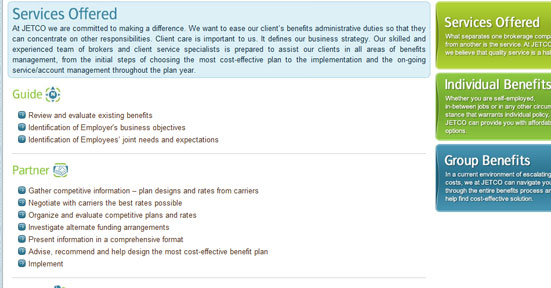 Services Offered
At JETCO we are committed to making a difference. We want to ease our client's benefits administrative duties so that they
can concentrate on other responsibilities. Client care is important to us. It defines our business strategy. Our skilled and
experienced team of brokers and client service specialists is prepared to assist our clients in all areas of benefits
management, from the initial steps of choosing the most cost-effective plan to the implementation and the on-going
service/account management throughout the plan year.
Guide
Review and evaluate existing benefits
Identification of Employer's business objectives
Identification of Employees' joint needs and expectations
Partner
Gather competitive information – plan designs and rates from carriers
Negotiate with carriers the best rates possible
Organize and evaluate competitive plans and rates
Investigate alternate funding arrangements
Present information in a comprehensive format
Advise, recommend and help design the most cost-effective benefit plan
Implement
Services Offered
What separates one brokerage
from another is the service. At JETCO
we believe that quality service is a
Individual Benefits
Whether you are self-employed,
in-between jobs or in any other
stance that warrants individual policy,
JETCO can provide you with
options.
Group Benefits
In a current environment of escalating
costs, we at JETCO can navigate
through the entire benefits process
help find cost-effective solution.